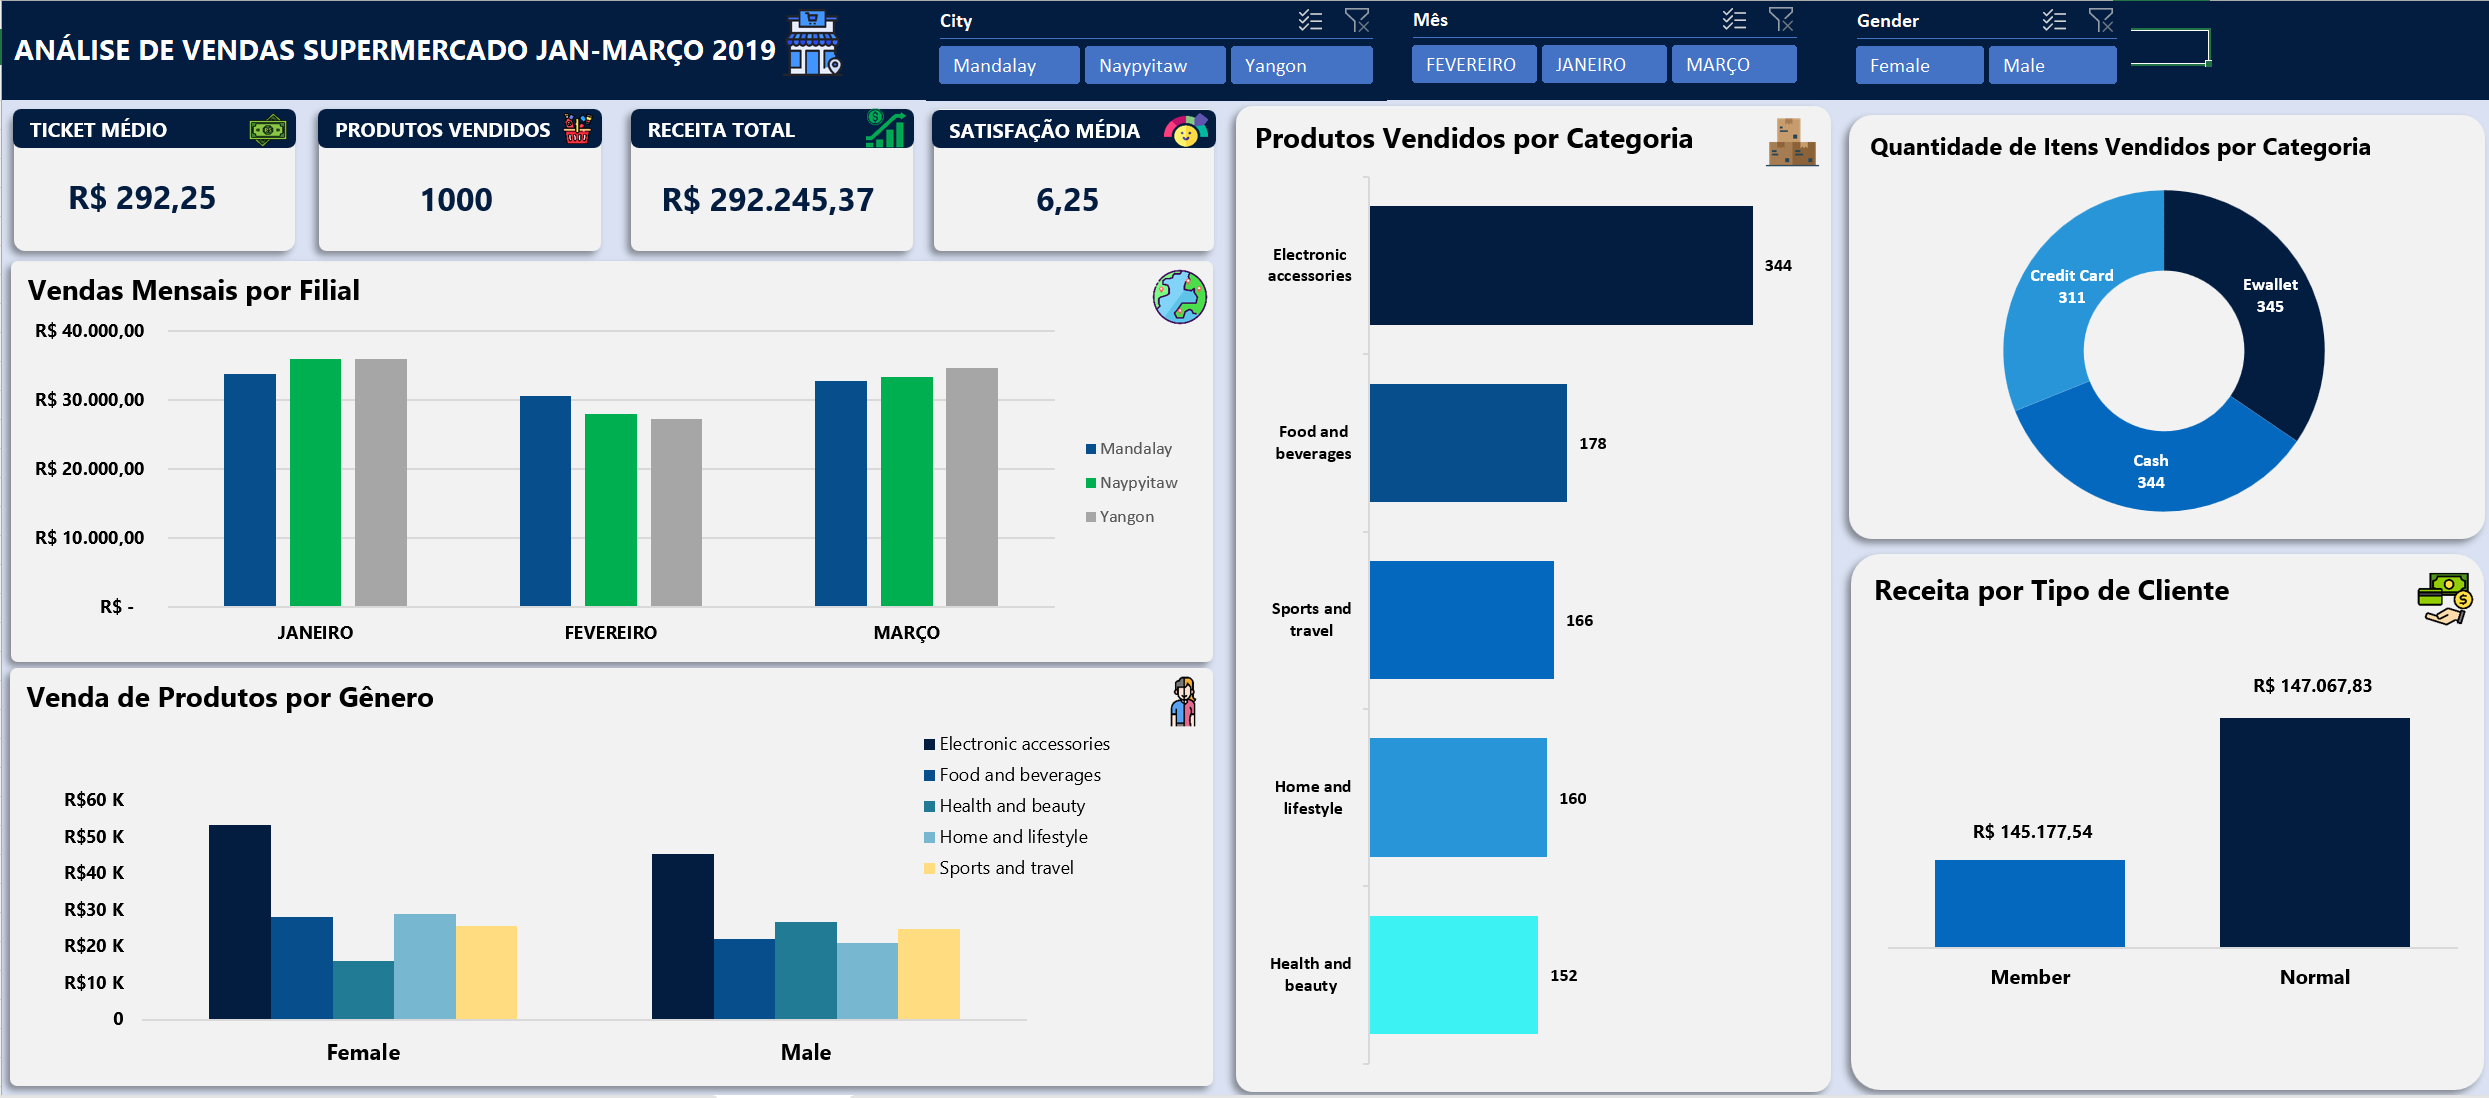 ANÁLISE DE VENDAS SUPERMERCADO JAN-MARÇO 2019
City
Mandalay
Naypyitaw
Yangon
Mês
FEVEREIRO
JANEIRO
MARÇO
Gender
Female
Male
TICKET MÉDIO
R$ 292,25
PRODUTOS VENDIDOS
1000
RECEITA TOTAL
R$ 292.245,37
SATISFAÇÃO MÉDIA
6,25
Vendas Mensais por Filial
R$ 40.000,00
R$ 30.000,00
R$ 20.000,00
R$ 10.000,00
R$ -
JANEIRO
FEVEREIRO
MARÇO
Mandalay
Naypyitaw
Yangon
Venda de Produtos por Gênero
Electronic accessories
Food and beverages
Health and beauty
Home and lifestyle
Sports and travel
R$60 K
R$50 K
R$40 K
R$30 K
R$20 K
R$10 K
0
Female
Male
Produtos Vendidos por Categoria
Electronic
accessories
344
Food and
beverages
178
Sports and
travel
166
Home and
lifestyle
160
Health and
beauty
152
Quantidade de Itens Vendidos por Categoria
Credit Card
311
Ewallet
345
Cash
344
Receita por Tipo de Cliente
R$ 147.067,83
R$ 145.177,54
Member
Normal